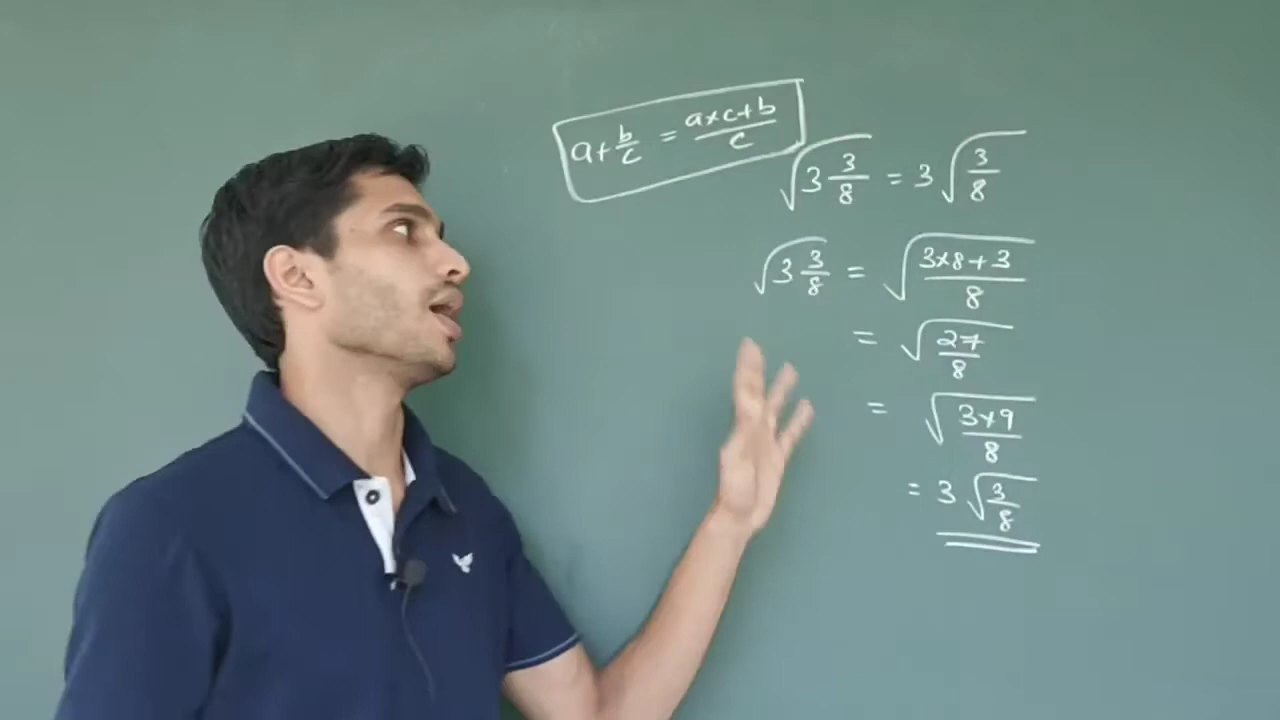 a+b/c = a×c+b/c
√3 3/8 = 3√3/8
√3 3/8 = √3×8+3/8
= √27/8
= √3×9/8
= 3√3/8